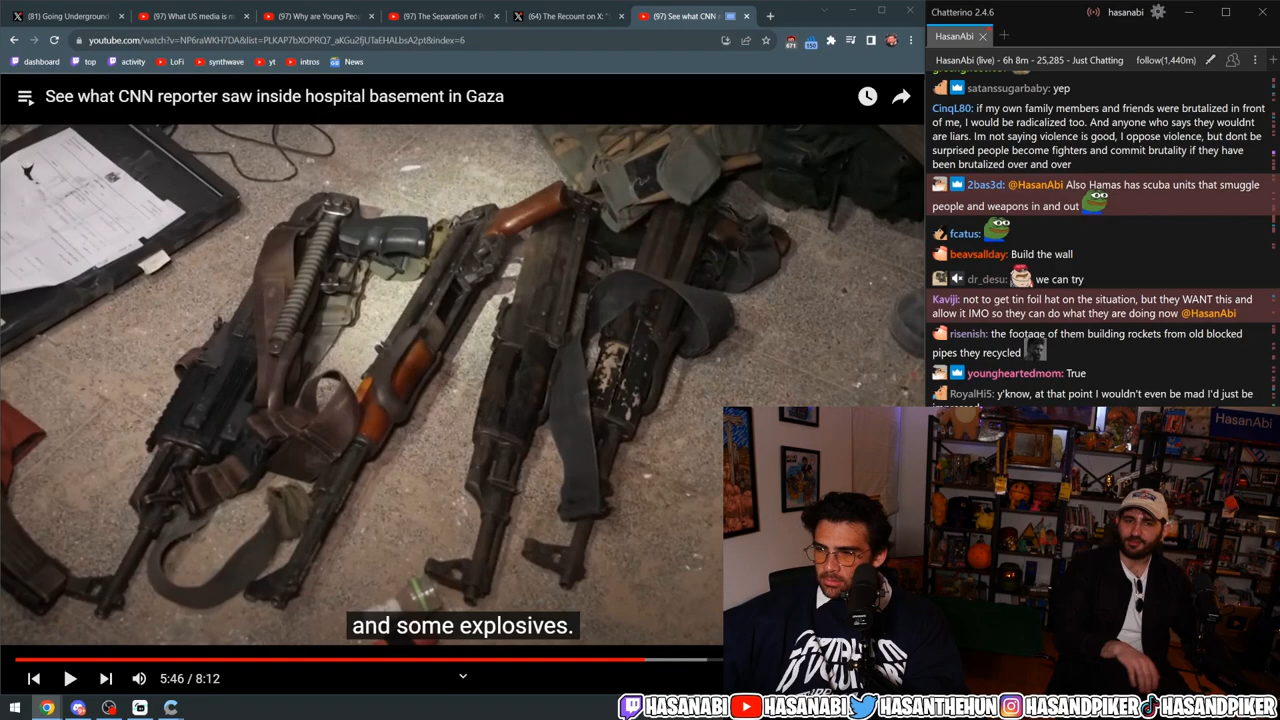 (81) Going Underground
(97) What US media is m
(97) Why are Young Peop
(97) The Separation of Po
(64) The Recount on X: "
(97) See what CNN r
youtube.com/watch?v=NP6raWKH7DA&list=PLKAP7bXOPRQ7_aKGu2fjUTaEHALbsA2pt&index=6
671
150
dashboard
top
activity
LoFi
synthwave
yt
intros
News
See what CNN reporter saw inside hospital basement in Gaza
and some explosives.
5:46 / 8:12
Chatterino 2.4.6
hasanabi
HasanAbi
HasanAbi (live) - 6h 8m - 25,285 - Just Chatting
follow(1,440m)
satanssugarbaby: yep
CinqL80: if my own family members and friends were brutalized in front
of me, I would be radicalized too. And anyone who says they wouldnt
are liars. Im not saying violence is good, I oppose violence, but dont be
surprised people become fighters and commit brutality if they have
been brutalized over and over
2bas3d: @HasanAbi Also Hamas has scuba units that smuggle
people and weapons in and out
fcatus:
beavsallday: Build the wall
dr_desu: we can try
Kaviji: not to get tin foil hat on the situation, but they WANT this and
allow it IMO so they can do what they are doing now @HasanAbi
risenish: the footage of them building rockets from old blocked
pipes they recycled
youngheartedmom: True
RoyalHi5: y'know, at that point I wouldn't even be mad I'd just be
HasanAbi
HASANABI
HASANABI
HASANTHEHUN
HASANDPIKER
HASANDPIKER